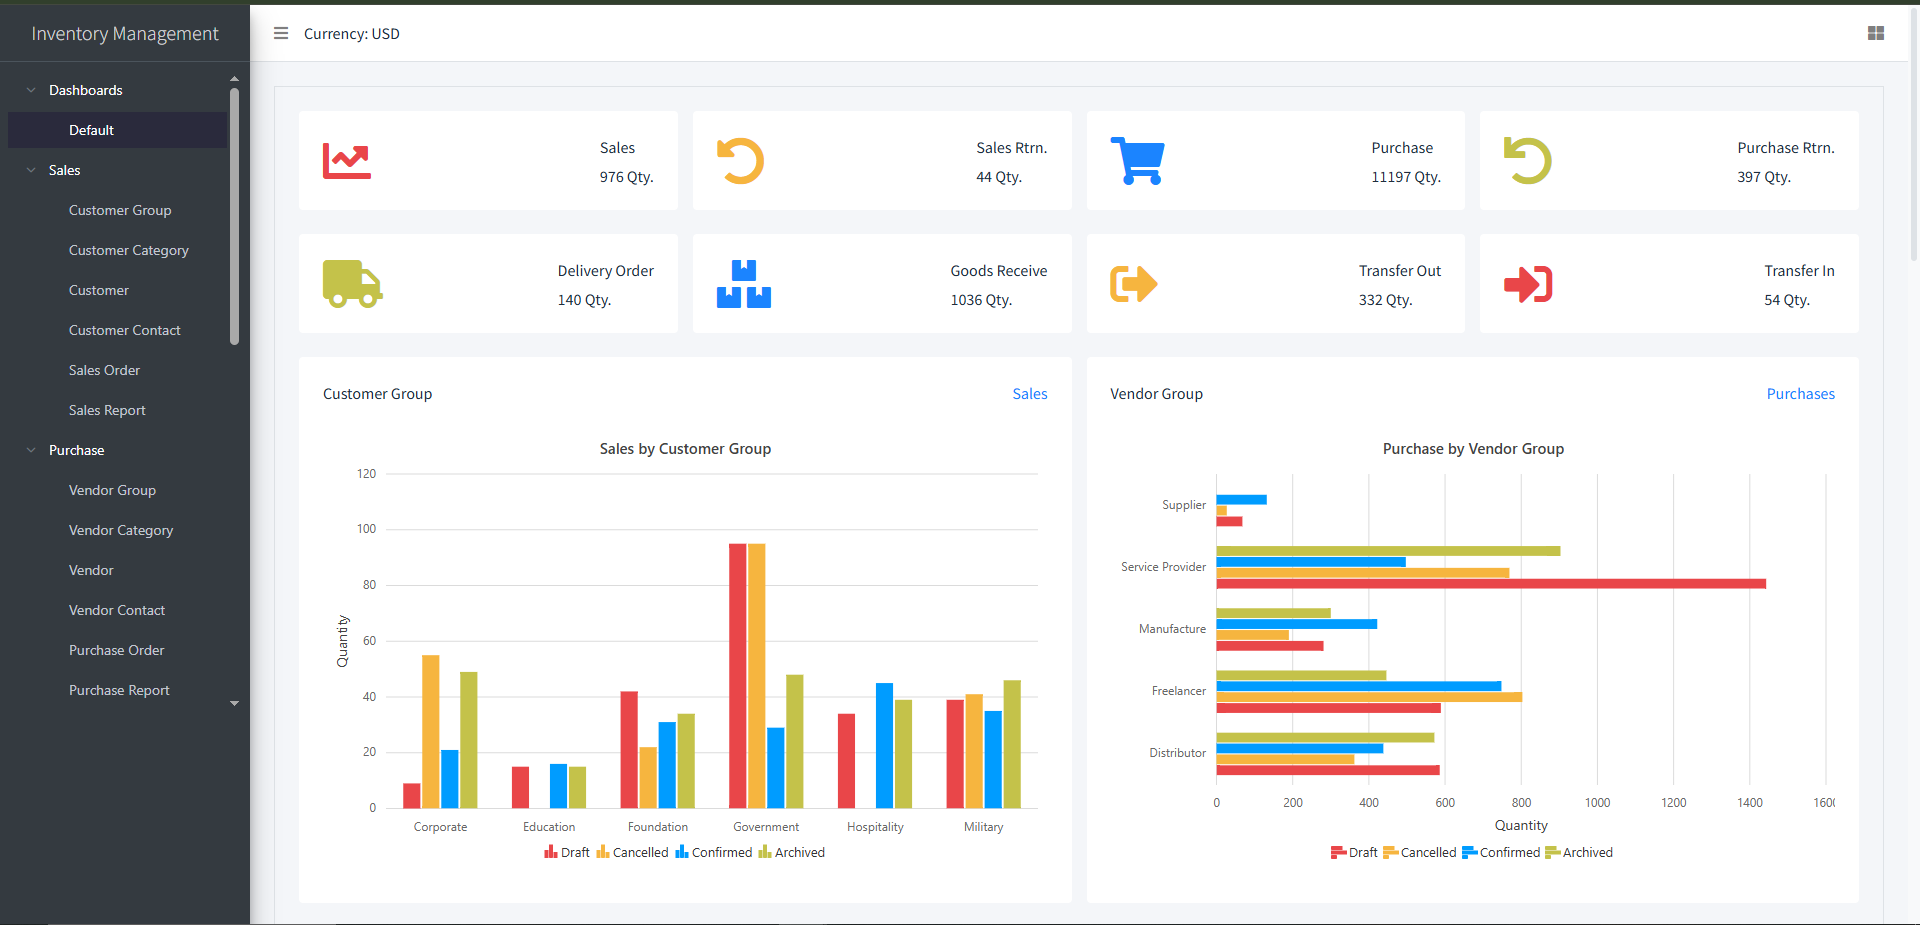 Inventory Management
Dashboards
Default
Sales
Customer Group
Customer Category
Customer
Customer Contact
Sales Order
Sales Report
Purchase
Vendor Group
Vendor Category
Vendor
Vendor Contact
Purchase Order
Purchase Report
Currency: USD
Sales
976 Qty.
Sales Rtrn.
44 Qty.
Purchase
11197 Qty.
Purchase Rtrn.
397 Qty.
Delivery Order
140 Qty.
Goods Receive
1036 Qty.
Transfer Out
332 Qty.
Transfer In
54 Qty.
Customer Group
Sales
Sales by Customer Group
120
100
80
60
40
20
0
Quantity
Corporate
Education
Foundation
Government
Hospitality
Military
Draft
Cancelled
Confirmed
Archived
Vendor Group
Purchases
Purchase by Vendor Group
Supplier
Service Provider
Manufacture
Freelancer
Distributor
0
200
400
600
800
1000
1200
1400
1600
Quantity
Draft
Cancelled
Confirmed
Archived